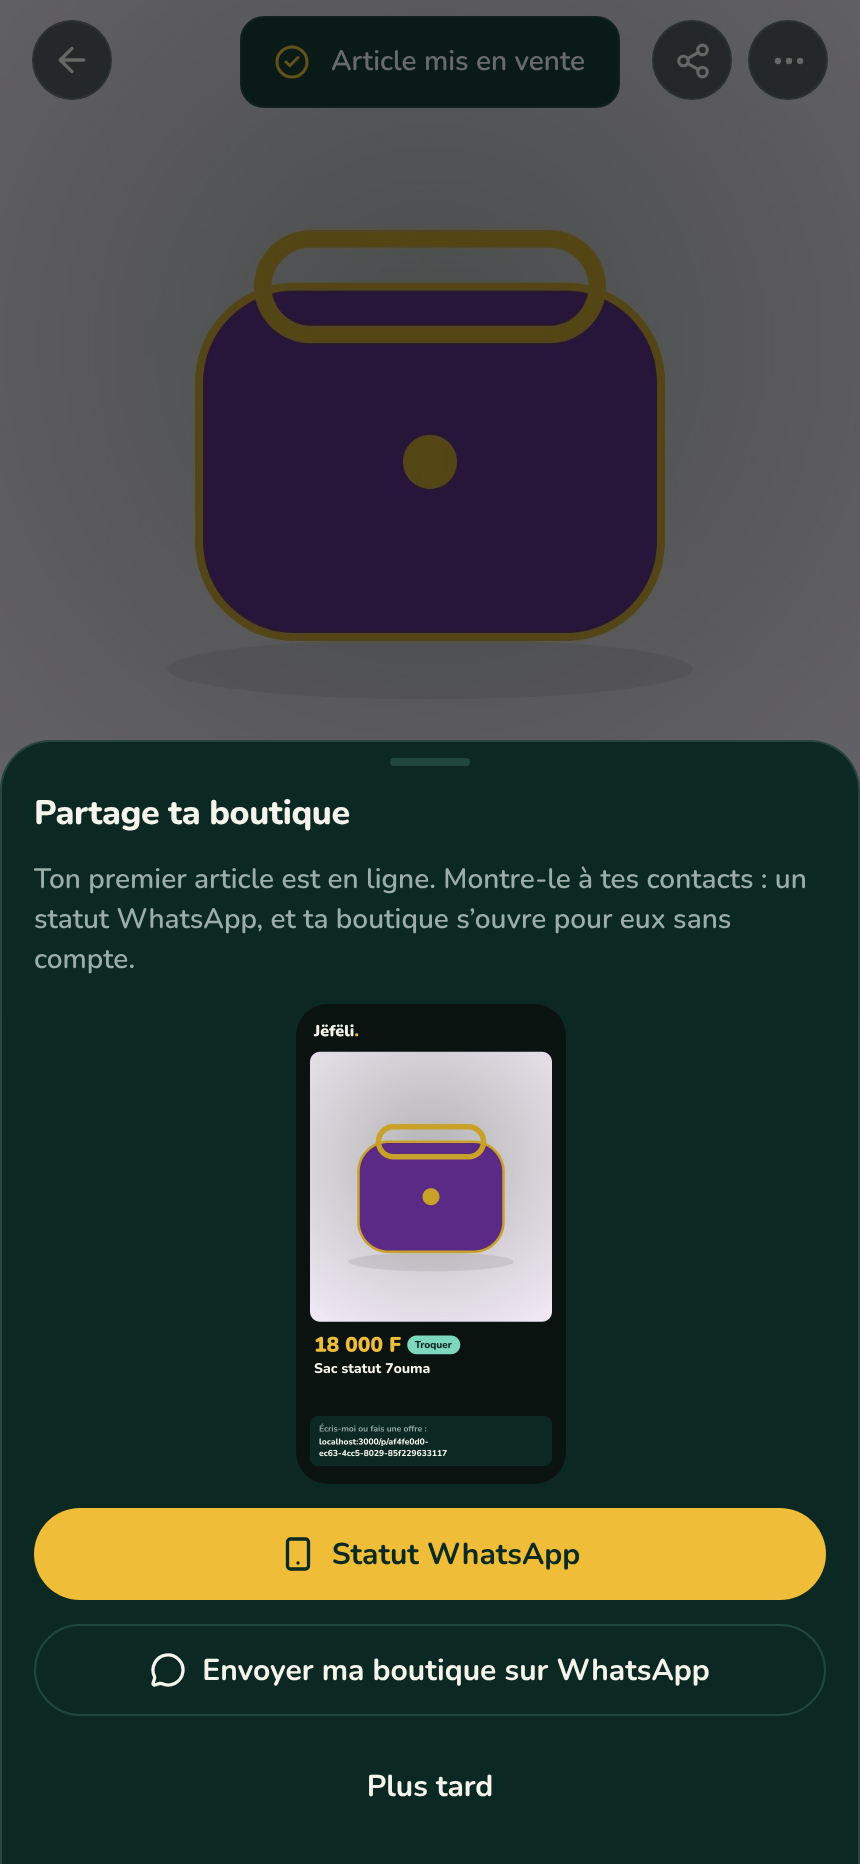 Article mis en vente
Partage ta boutique
Ton premier article est en ligne. Montre-le à tes contacts : un
statut WhatsApp, et ta boutique s’ouvre pour eux sans
compte.
Jëfëli.
18 000 F Troquer
Sac statut 7ouma
Écris-moi ou fais une offre :
localhost:3000/p/af4fe0d0-
ec63-4cc5-8029-85f229633117
Statut WhatsApp
Envoyer ma boutique sur WhatsApp
Plus tard